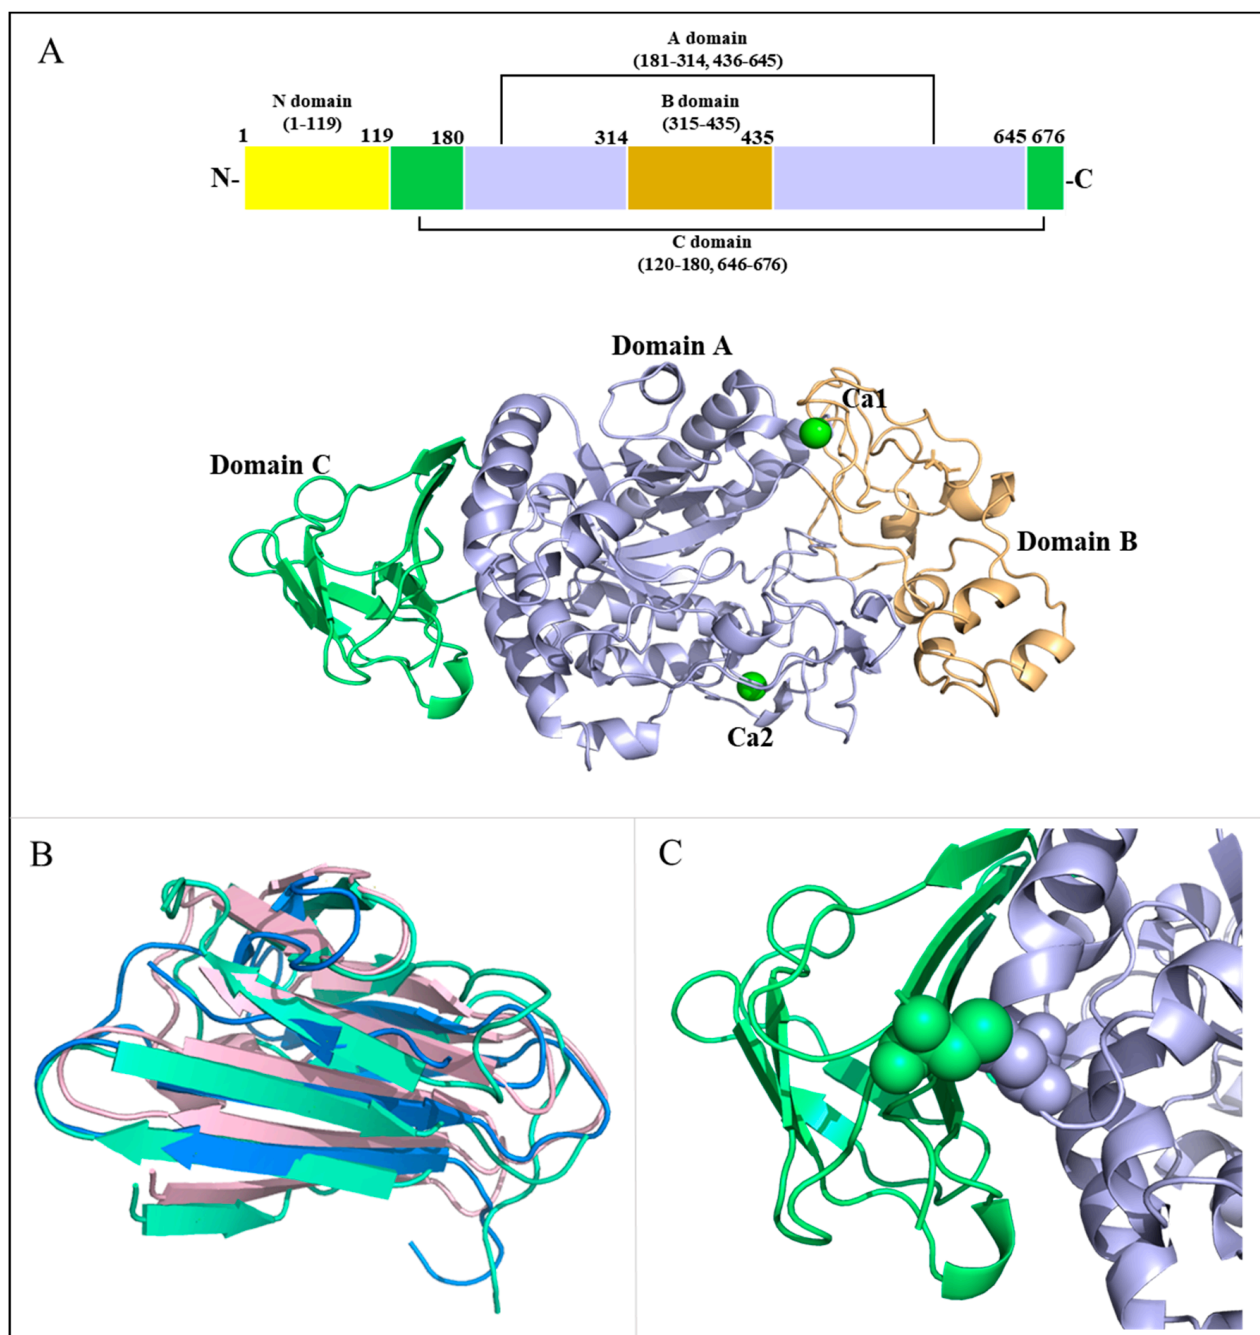 A
A domain
(181-314, 436-645)
N domain
(1-119)
B domain
(315-435)
1 119 180 314 435 645 676
N- -C
C domain
(120-180, 646-676)
Domain A
Ca1
Domain C
Domain B
Ca2
B
C